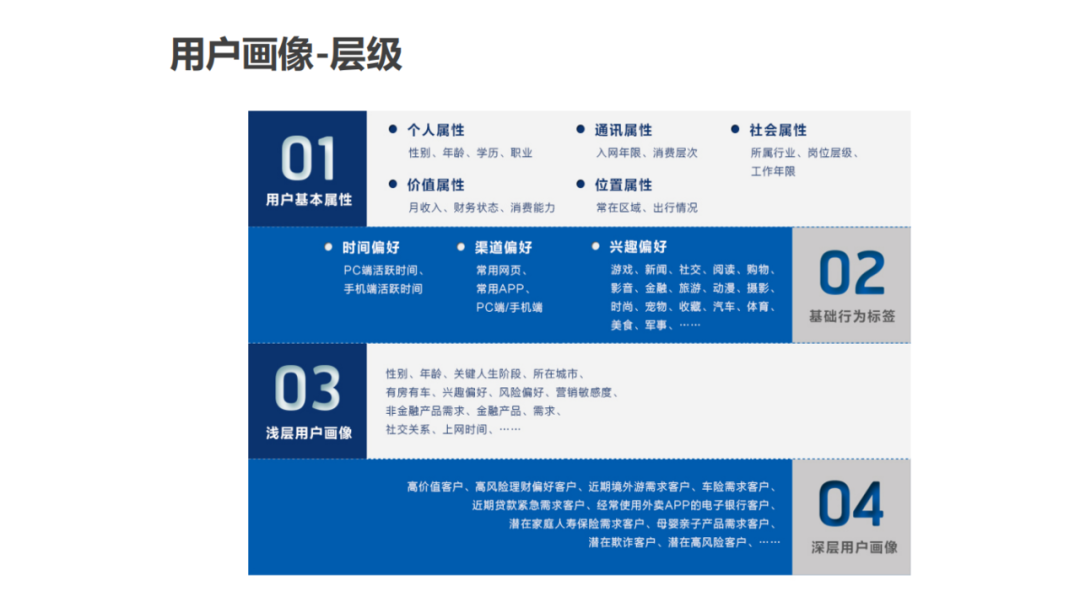 用户画像-层级
01
用户基本属性
个人属性
性别、年龄、学历、职业
通讯属性
入网年限、消费层次
社会属性
所属行业、岗位层级、
工作年限
价值属性
月收入、财务状态、消费能力
位置属性
常在区域、出行情况
时间偏好
PC端活跃时间、
手机端活跃时间
渠道偏好
常用网页、
常用APP、
PC端/手机端
兴趣偏好
游戏、新闻、社交、阅读、购物、
影音、金融、旅游、动漫、摄影、
时尚、宠物、收藏、汽车、体育、
美食、军事、……
02
基础行为标签
03
浅层用户画像
性别、年龄、关键人生阶段、所在城市、
有房有车、兴趣偏好、风险偏好、营销敏感度、
非金融产品需求、金融产品、需求、
社交关系、上网时间、……
高价值客户、高风险理财偏好客户、近期境外游需求客户、车险需求客户、
近期贷款紧急需求客户、经常使用外卖APP的电子银行客户、
潜在家庭人寿保险需求客户、母婴亲子产品需求客户、
潜在欺诈客户、潜在高风险客户、……
04
深层用户画像